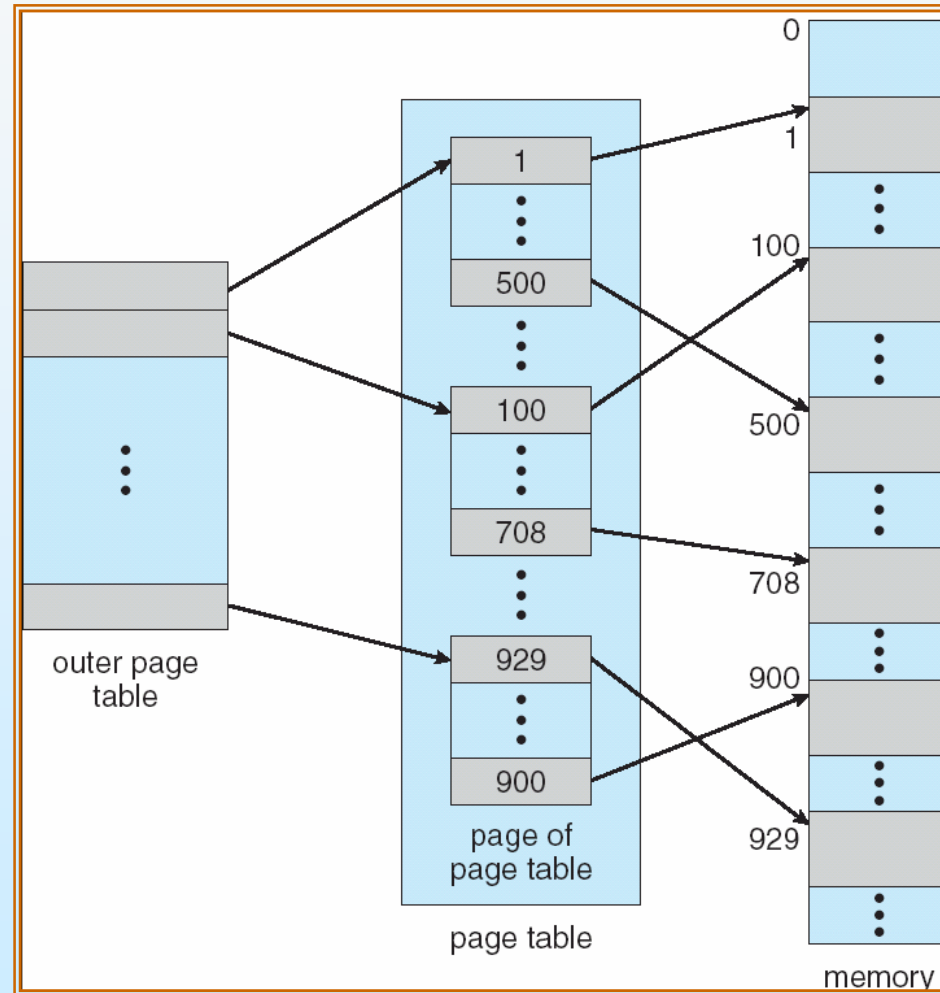 outer page
table
1
500
100
708
929
900
page of
page table
page table
0
1
100
500
708
900
929
memory